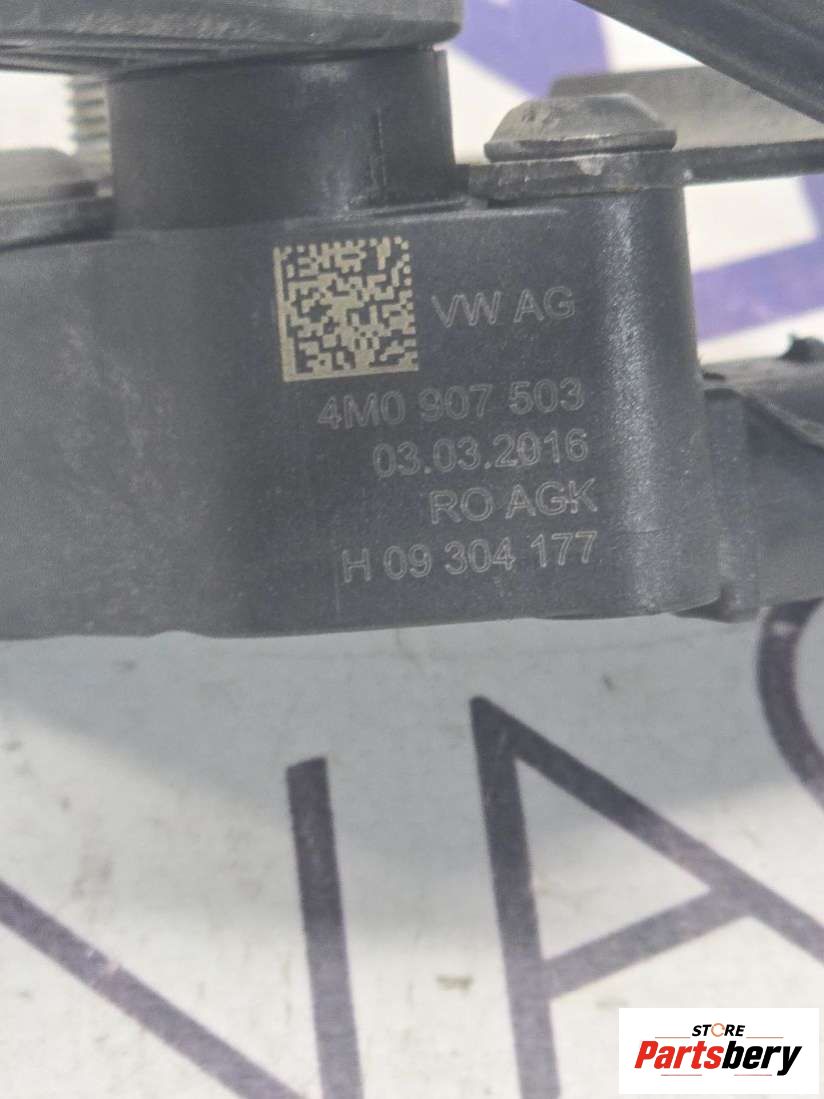 VW AG
4M0 907 503
03.03.2016
RO AGK
H 09 304 177
STORE
Partsbery